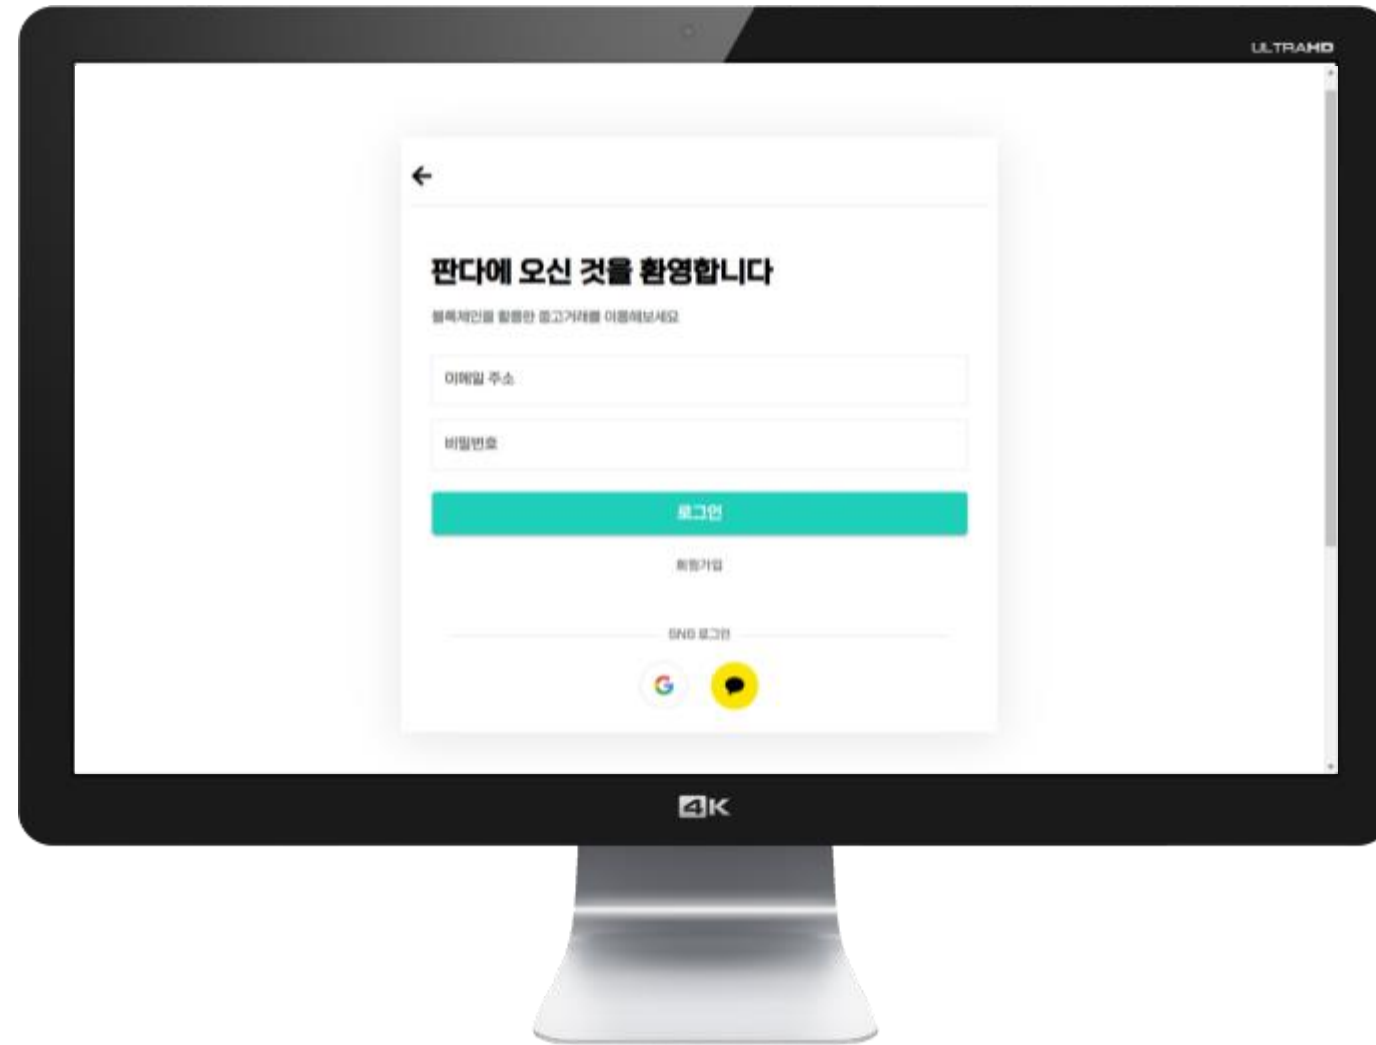 ULTRAHD
판다에 오신 것을 환영합니다
블록체인을 활용한 중고거래를 이용해보세요
이메일 주소
비밀번호
로그인
회원가입
SNS 로그인
4K